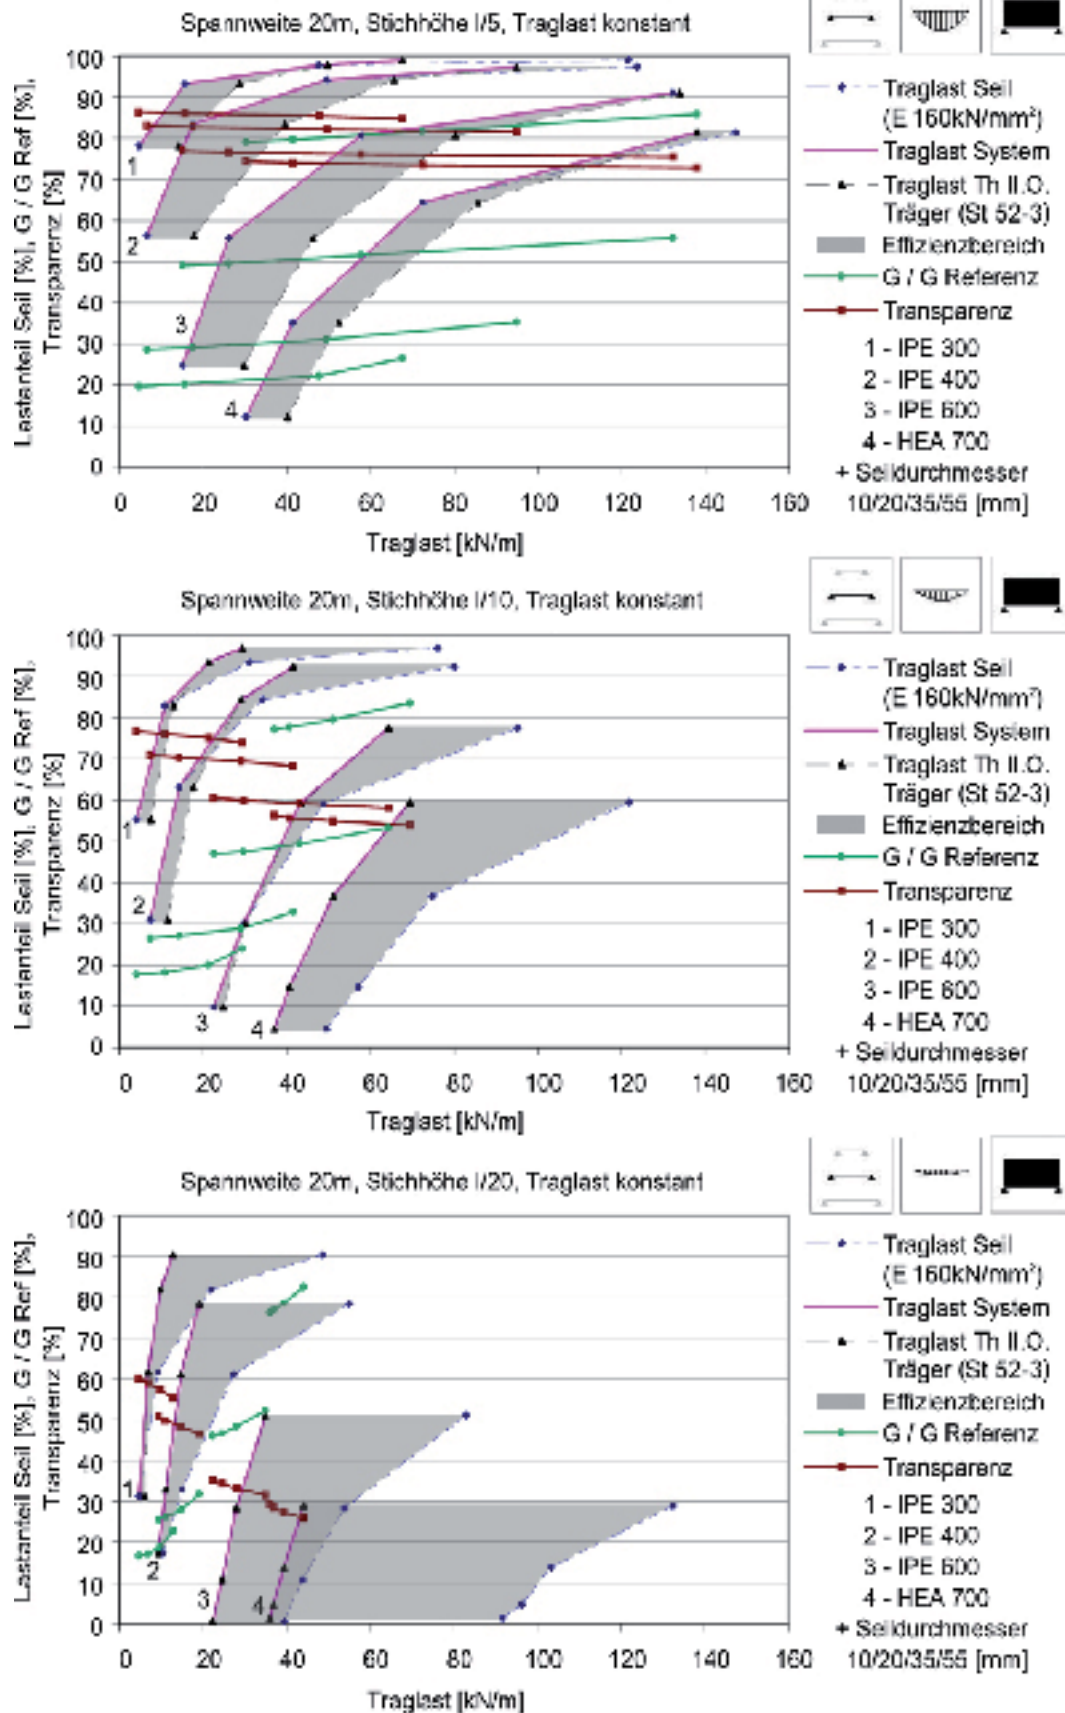 Spannweite 20m, Stichhöhe l/5, Traglast konstant
Lastanteil Seil [%], G / G Ref [%],
Transparenz [%]
100
90
80
70
60
50
40
30
20
10
0
1
2
3
4
0 20 40 60 80 100 120 140 160
Traglast [kN/m]
Traglast Seil
(E 160kN/mm²)
Traglast System
Traglast Th II.O.
Träger (St 52-3)
Effizienzbereich
G / G Referenz
Transparenz
1 - IPE 300
2 - IPE 400
3 - IPE 600
4 - HEA 700
+ Seildurchmesser
10/20/35/55 [mm]
Spannweite 20m, Stichhöhe l/10, Traglast konstant
Lastanteil Seil [%], G / G Ref [%],
Transparenz [%]
100
90
80
70
60
50
40
30
20
10
0
1
2
3
4
0 20 40 60 80 100 120 140 160
Traglast [kN/m]
Traglast Seil
(E 160kN/mm²)
Traglast System
Traglast Th II.O.
Träger (St 52-3)
Effizienzbereich
G / G Referenz
Transparenz
1 - IPE 300
2 - IPE 400
3 - IPE 600
4 - HEA 700
+ Seildurchmesser
10/20/35/55 [mm]
Spannweite 20m, Stichhöhe l/20, Traglast konstant
Lastanteil Seil [%], G / G Ref [%],
Transparenz [%]
100
90
80
70
60
50
40
30
20
10
0
1
2
3
4
0 20 40 60 80 100 120 140 160
Traglast [kN/m]
Traglast Seil
(E 160kN/mm²)
Traglast System
Traglast Th II.O.
Träger (St 52-3)
Effizienzbereich
G / G Referenz
Transparenz
1 - IPE 300
2 - IPE 400
3 - IPE 600
4 - HEA 700
+ Seildurchmesser
10/20/35/55 [mm]